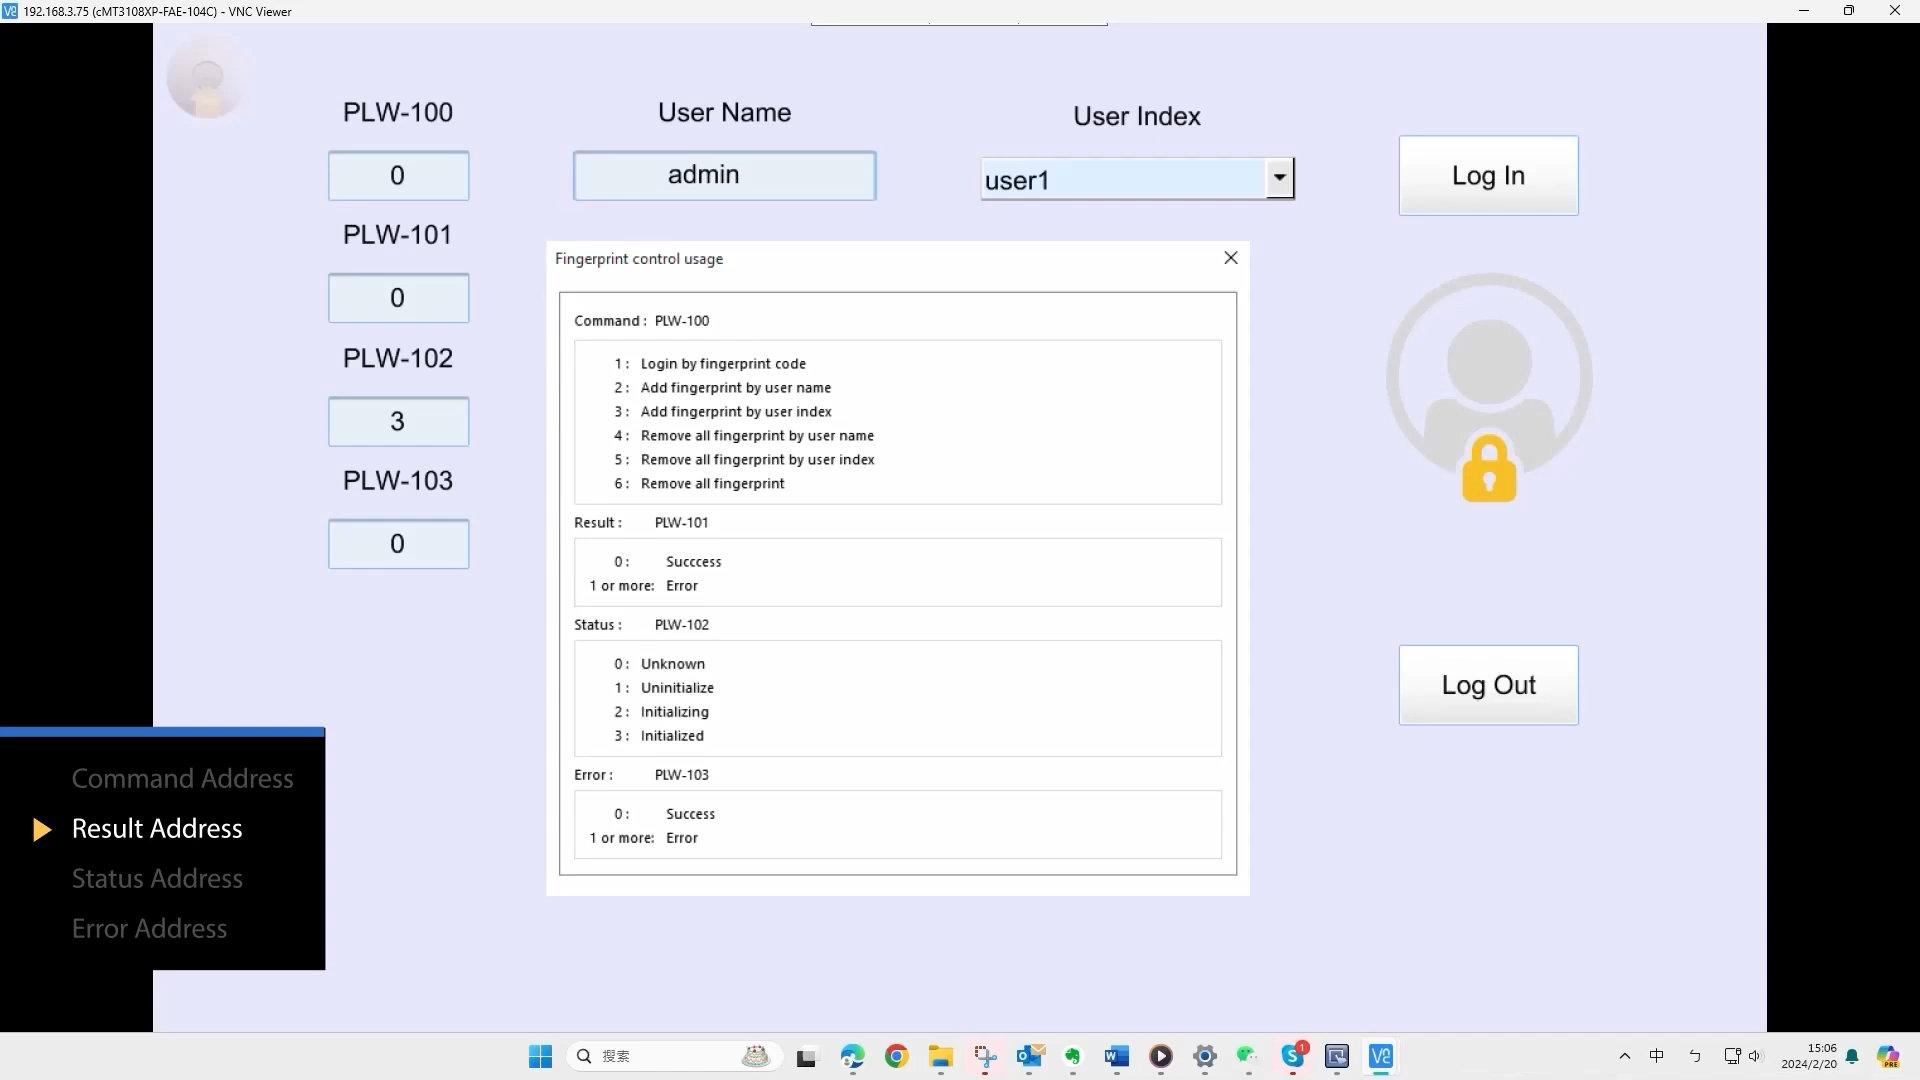 192.168.3.75 (cMT3108XP-FAE-104C) - VNC Viewer
PLW-100
User Name
User Index
0
admin
user1
Log In
PLW-101
0
PLW-102
3
PLW-103
0
Fingerprint control usage
Command : PLW-100
1 : Login by fingerprint code
2 : Add fingerprint by user name
3 : Add fingerprint by user index
4 : Remove all fingerprint by user name
5 : Remove all fingerprint by user index
6 : Remove all fingerprint
Result : PLW-101
0 : Succcess
1 or more: Error
Status : PLW-102
0 : Unknown
1 : Uninitialize
2 : Initializing
3 : Initialized
Error : PLW-103
0 : Success
1 or more: Error
Log Out
Command Address
Result Address
Status Address
Error Address
搜索
1
中
15:06
2024/2/20
PRE